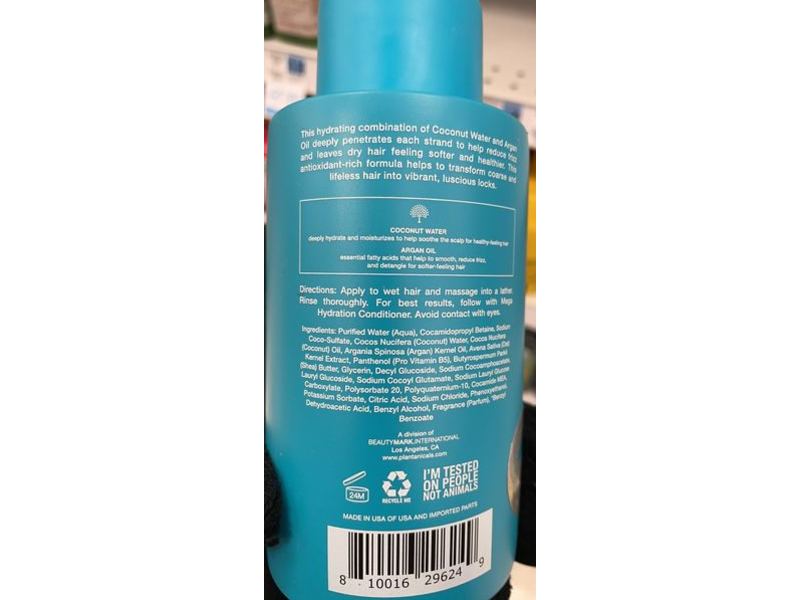 This hydrating combination of Coconut Water and Argan
Oil deeply penetrates each strand to help reduce frizz
and leaves dry hair feeling softer and healthier. This
antioxidant-rich formula helps to transform coarse and
lifeless hair into vibrant, luscious locks.
COCONUT WATER
deeply hydrate and moisturizes to help soothe the scalp for healthy-feeling hair
ARGAN OIL
essential fatty acids that help to smooth, reduce frizz,
and detangle for softer-feeling hair
Directions: Apply to wet hair and massage into a lather.
Rinse thoroughly. For best results, follow with Mega
Hydration Conditioner. Avoid contact with eyes.
Ingredients: Purified Water (Aqua), Cocamidopropyl Betaine, Sodium
Coco-Sulfate, Cocos Nucifera (Coconut) Water, Cocos Nucifera
(Coconut) Oil, Argania Spinosa (Argan) Kernel Oil, Avena Sativa (Oat)
Kernel Extract, Panthenol (Pro Vitamin B5), Butyrospermum Parkii
(Shea) Butter, Glycerin, Decyl Glucoside, Sodium Cocoamphoacetate,
Lauryl Glucoside, Sodium Cocoyl Glutamate, Sodium Lauryl Glucose
Carboxylate, Polysorbate 20, Polyquaternium-10, Cocamide MEA,
Potassium Sorbate, Citric Acid, Sodium Chloride, Phenoxyethanol,
Dehydroacetic Acid, Benzyl Alcohol, Fragrance (Parfum), *Benzyl
Benzoate
A division of
BEAUTYMARK.INTERNATIONAL
Los Angeles, CA
www.plantanicals.com
24M
RECYCLE ME
I'M TESTED
ON PEOPLE
NOT ANIMALS
MADE IN USA OF USA AND IMPORTED PARTS
8 10016 29624 9